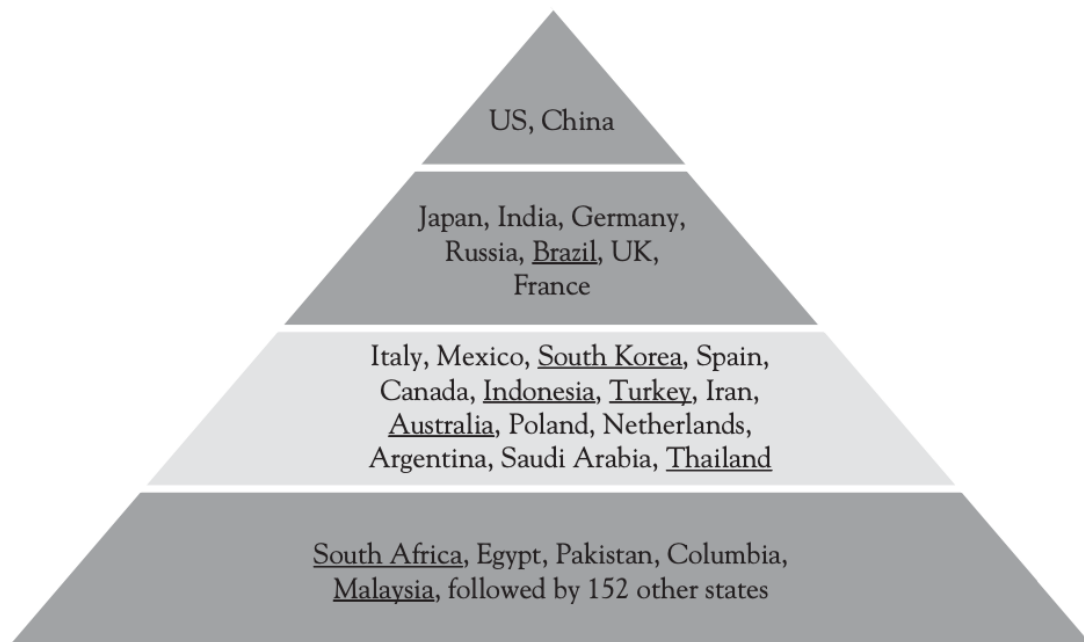 US, China
Japan, India, Germany,
Russia, Brazil, UK,
France
Italy, Mexico, South Korea, Spain,
Canada, Indonesia, Turkey, Iran,
Australia, Poland, Netherlands,
Argentina, Saudi Arabia, Thailand
South Africa, Egypt, Pakistan, Columbia,
Malaysia, followed by 152 other states